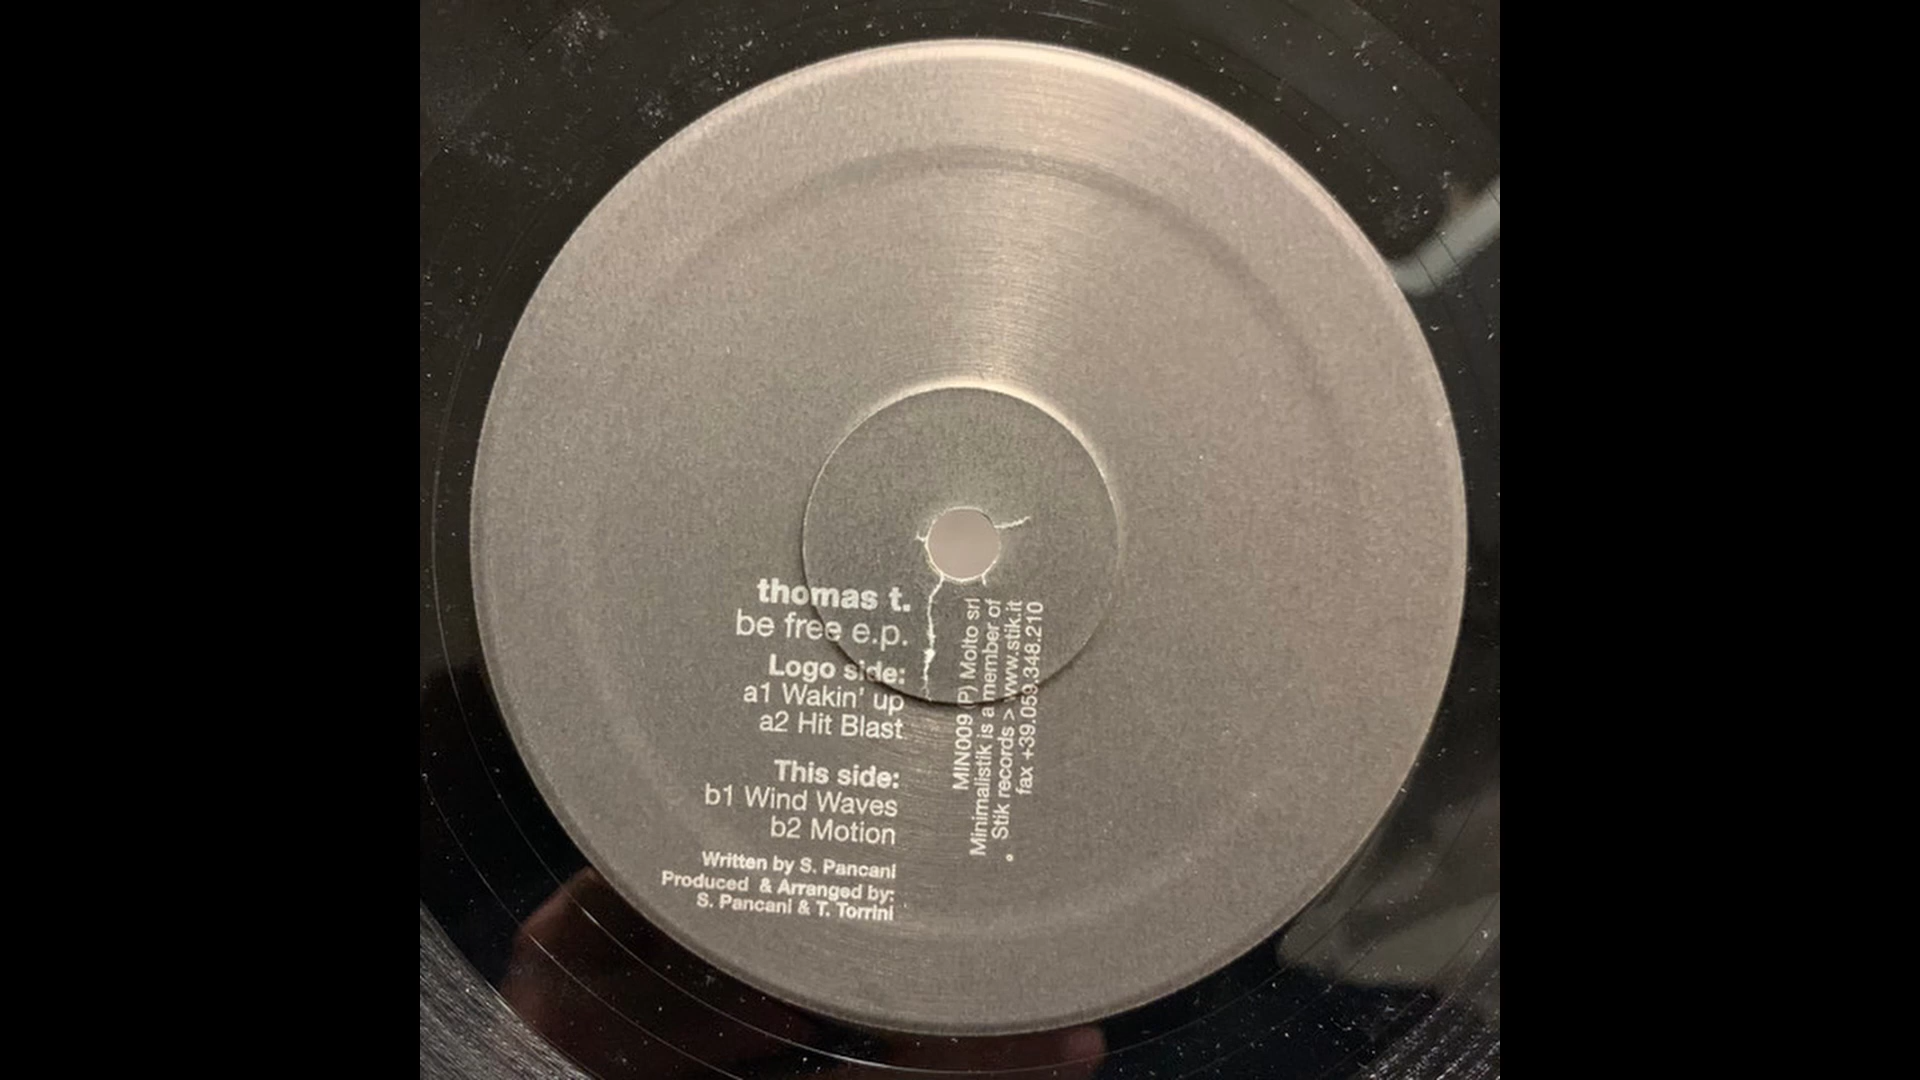 thomas t.
be free e.p.
Logo side:
a1 Wakin' up
a2 Hit Blast
This side:
b1 Wind Waves
b2 Motion
Written by S. Pancani
Produced & Arranged by:
S. Pancani & T. Torrini
MIN009 (P) Molto srl
Minimalistik is a member of
Stik records > www.stik.it
fax +39.059.348.210